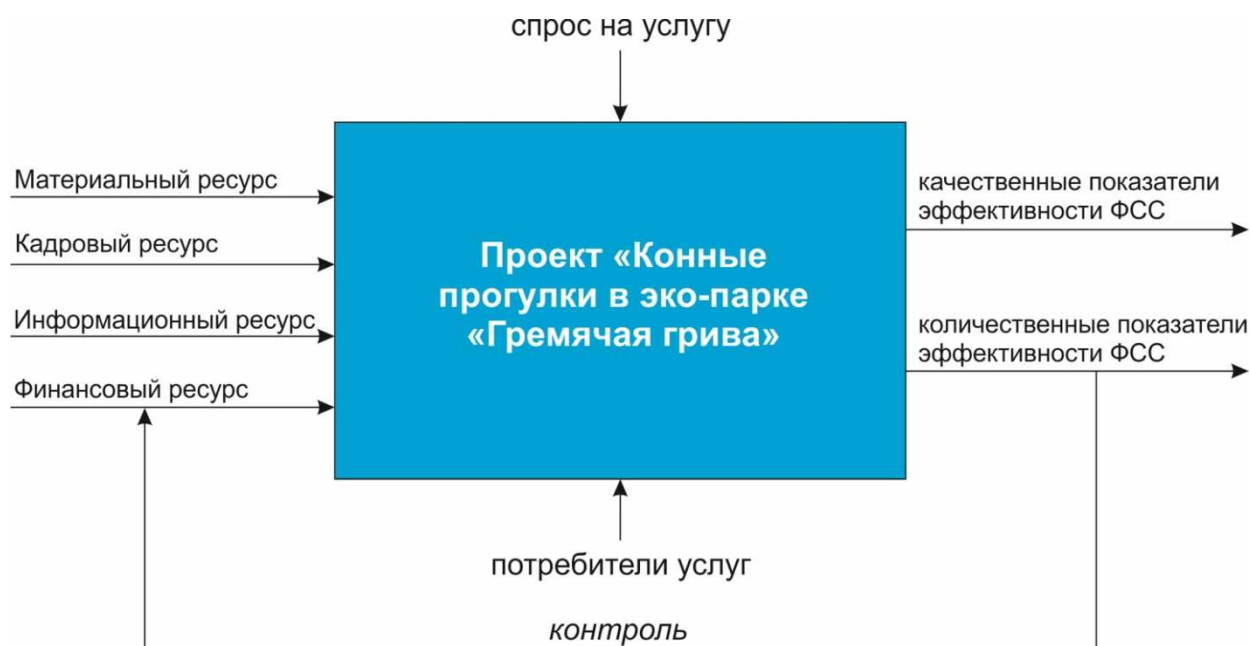 спрос на услугу
Материальный ресурс
Кадровый ресурс
Информационный ресурс
Финансовый ресурс
Проект «Конные
прогулки в эко-парке
«Гремячая грива»
качественные показатели
эффективности ФСС
количественные показатели
эффективности ФСС
потребители услуг
контроль